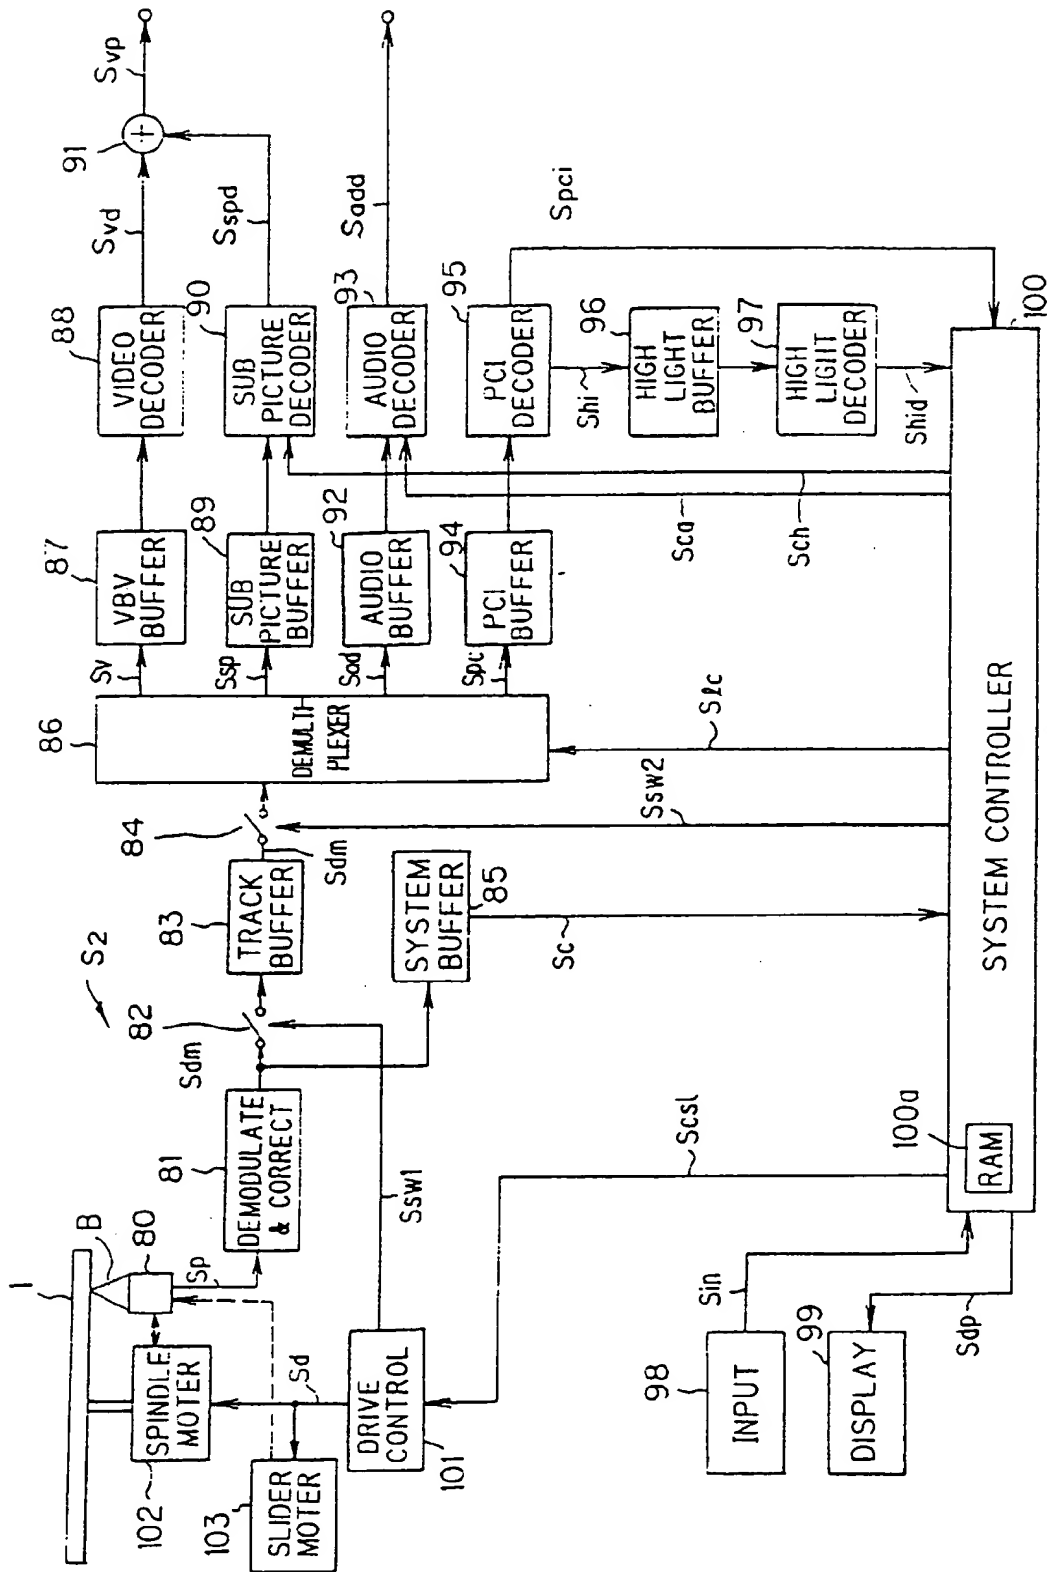 S2
1
B
80
Sp
SPINDLE
MOTER
102
SLIDER
MOTER
103
Sd
DRIVE
CONTROL
101
DEMODULATE
& CORRECT
81
Sdm
82
Ssw1
TRACK
BUFFER
83
84
Sdm
SYSTEM
BUFFER
85
Sc
86
DEMULTI-
PLEXER
Sv
VBV
BUFFER
87
VIDEO
DECODER
88
Svd
91
+
Svp
Ssp
SUB
PICTURE
BUFFER
89
SUB
PICTURE
DECODER
90
Sspd
Sad
AUDIO
BUFFER
92
AUDIO
DECODER
93
Sadd
Spc
PCI
BUFFER
94
PCI
DECODER
95
Spci
Shi
HIGH
LIGHT
BUFFER
96
HIGH
LIGHT
DECODER
97
Shid
Sca
Sch
Slc
Ssw2
Scsl
INPUT
98
Sin
DISPLAY
99
Sdp
100a
RAM
SYSTEM CONTROLLER
100